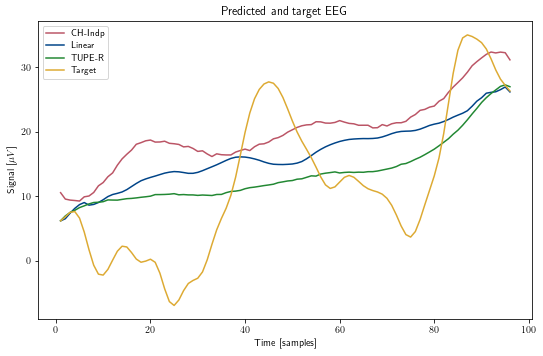 Predicted and target EEG
CH-Indp
Linear
TUPE-R
Target
Signal [μV]
30
20
10
0
0
20
40
60
80
100
Time [samples]